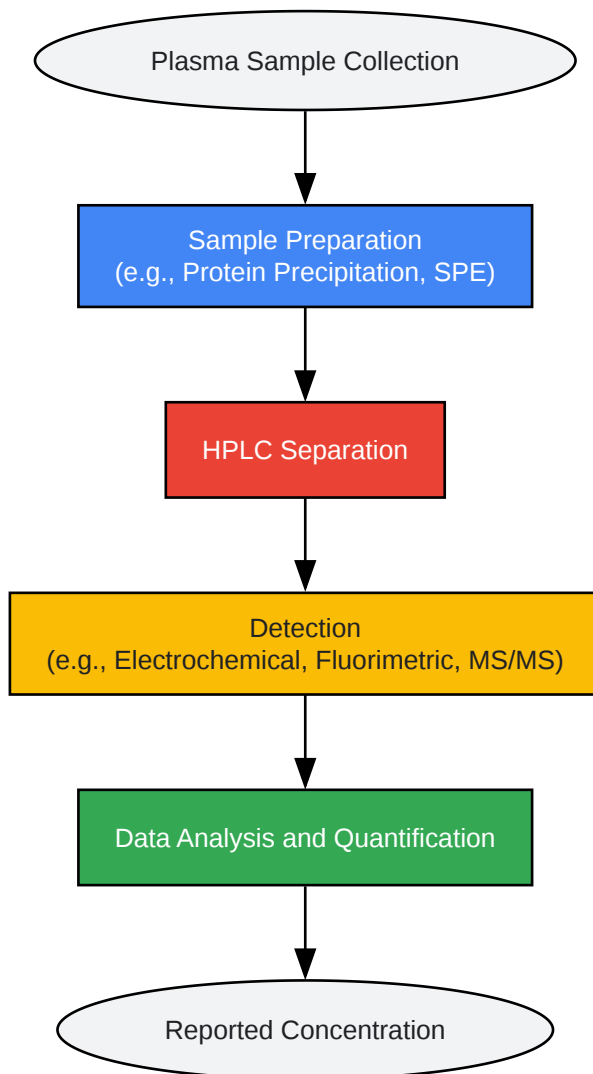 Plasma Sample Collection
Sample Preparation
(e.g., Protein Precipitation, SPE)
HPLC Separation
Detection
(e.g., Electrochemical, Fluorimetric, MS/MS)
Data Analysis and Quantification
Reported Concentration